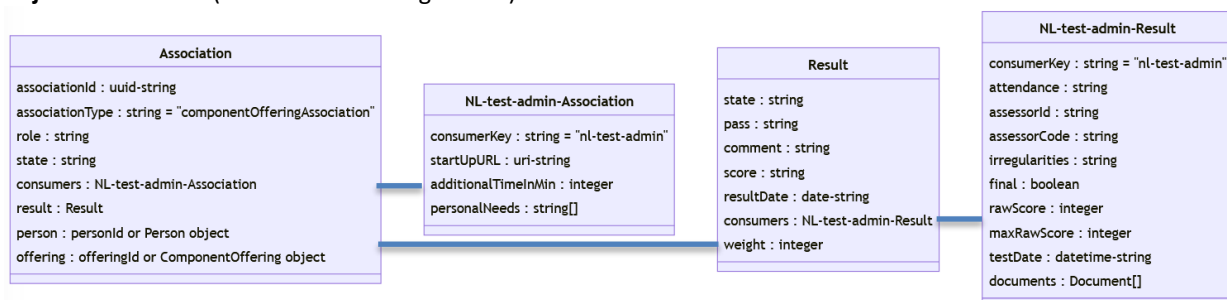 Association
associationId : uuid-string
associationType : string = "componentOfferingAssociation"
role : string
state : string
consumers : NL-test-admin-Association
result : Result
person : personId or Person object
offering : offeringId or ComponentOffering object
NL-test-admin-Association
consumerKey : string = "nl-test-admin"
startUpURL : uri-string
additionalTimeInMin : integer
personalNeeds : string[]
Result
state : string
pass : string
comment : string
score : string
resultDate : date-string
consumers : NL-test-admin-Result
weight : integer
NL-test-admin-Result
consumerKey : string = "nl-test-admin"
attendance : string
assessorId : string
assessorCode : string
irregularities : string
final : boolean
rawScore : integer
maxRawScore : integer
testDate : datetime-string
documents : Document[]